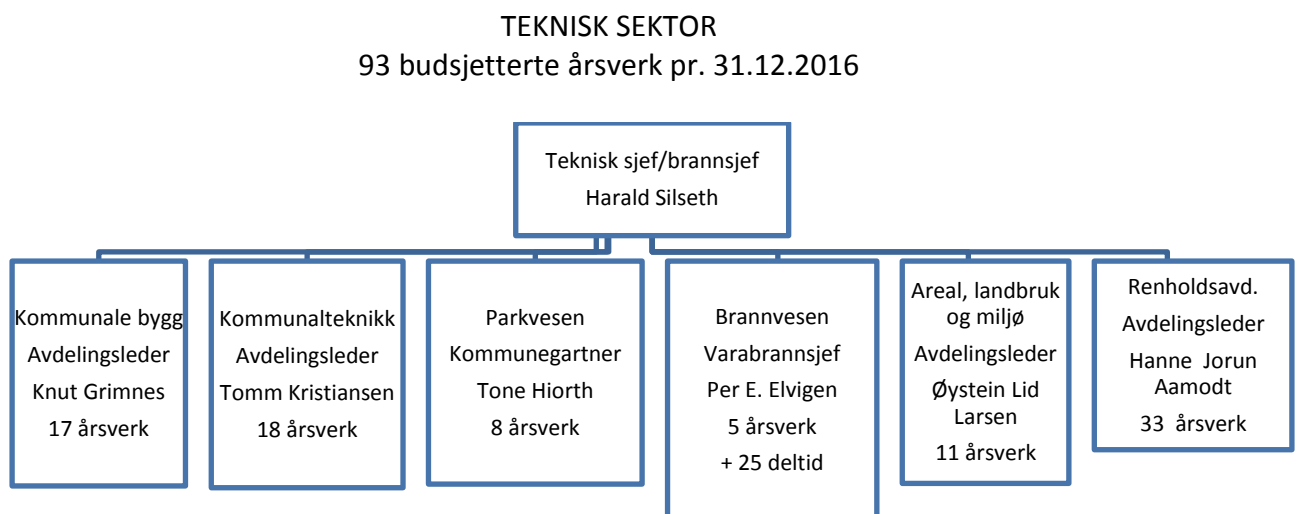 TEKNISK SEKTOR
93 budsjetterte årsverk pr. 31.12.2016
Teknisk sjef/brannsjef
Harald Silseth
Kommunale bygg
Avdelingsleder
Knut Grimnes
17 årsverk
Kommunalteknikk
Avdelingsleder
Tomm Kristiansen
18 årsverk
Parkvesen
Kommunegartner
Tone Hiorth
8 årsverk
Brannvesen
Varabrannsjef
Per E. Elvigen
5 årsverk
+ 25 deltid
Areal, landbruk
og miljø
Avdelingsleder
Øystein Lid
Larsen
11 årsverk
Renholdsavd.
Avdelingsleder
Hanne Jorun
Aamodt
33 årsverk